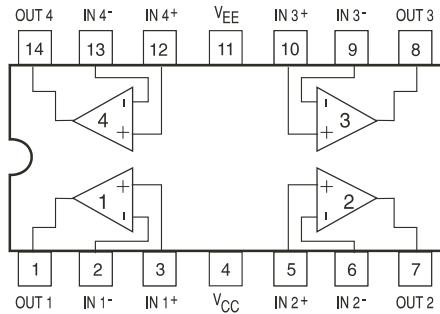 OUT 4 IN 4- IN 4+ VEE IN 3+ IN 3- OUT 3
14 13 12 11 10 9 8
4 3
1 2
1 2 3 4 5 6 7
OUT 1 IN 1- IN 1+ VCC IN 2+ IN 2- OUT 2